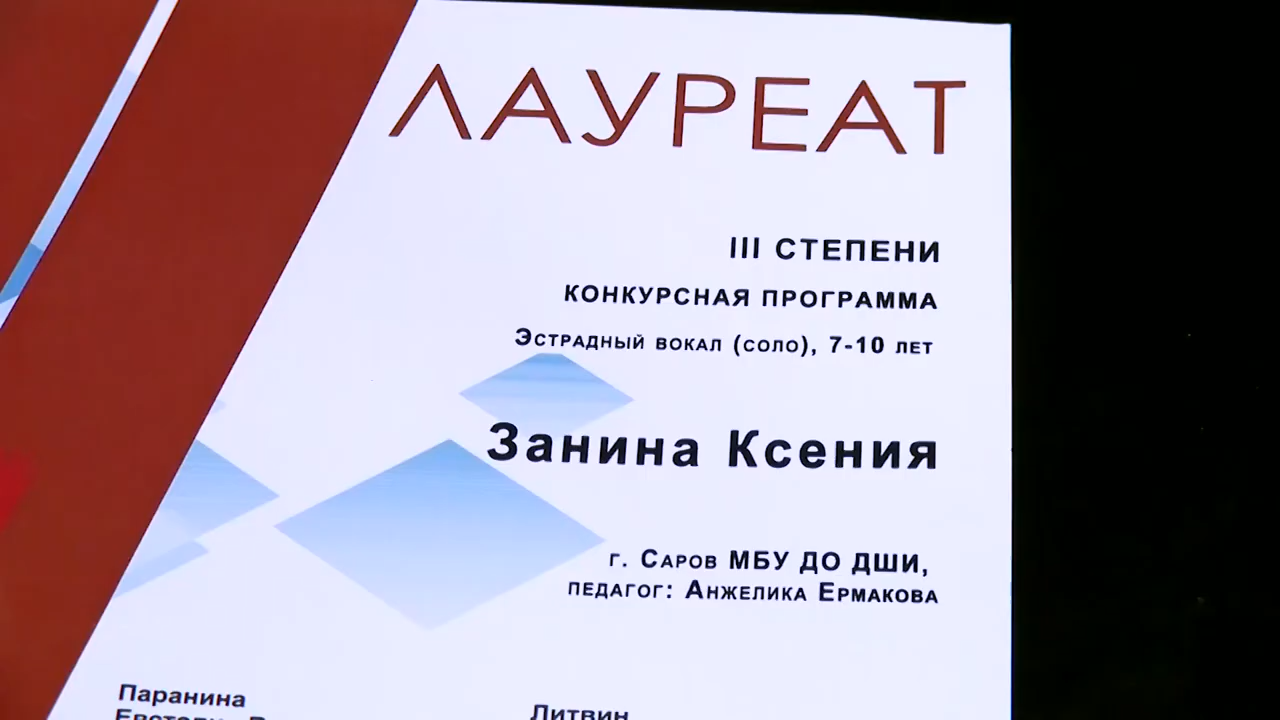 ЛАУРЕАТ
III СТЕПЕНИ
КОНКУРСНАЯ ПРОГРАММА
ЭСТРАДНЫЙ ВОКАЛ (СОЛО), 7-10 ЛЕТ
Занина Ксения
Г. САРОВ МБУ ДО ДШИ,
ПЕДАГОГ: АНЖЕЛИКА ЕРМАКОВА
Паранина
Литвин